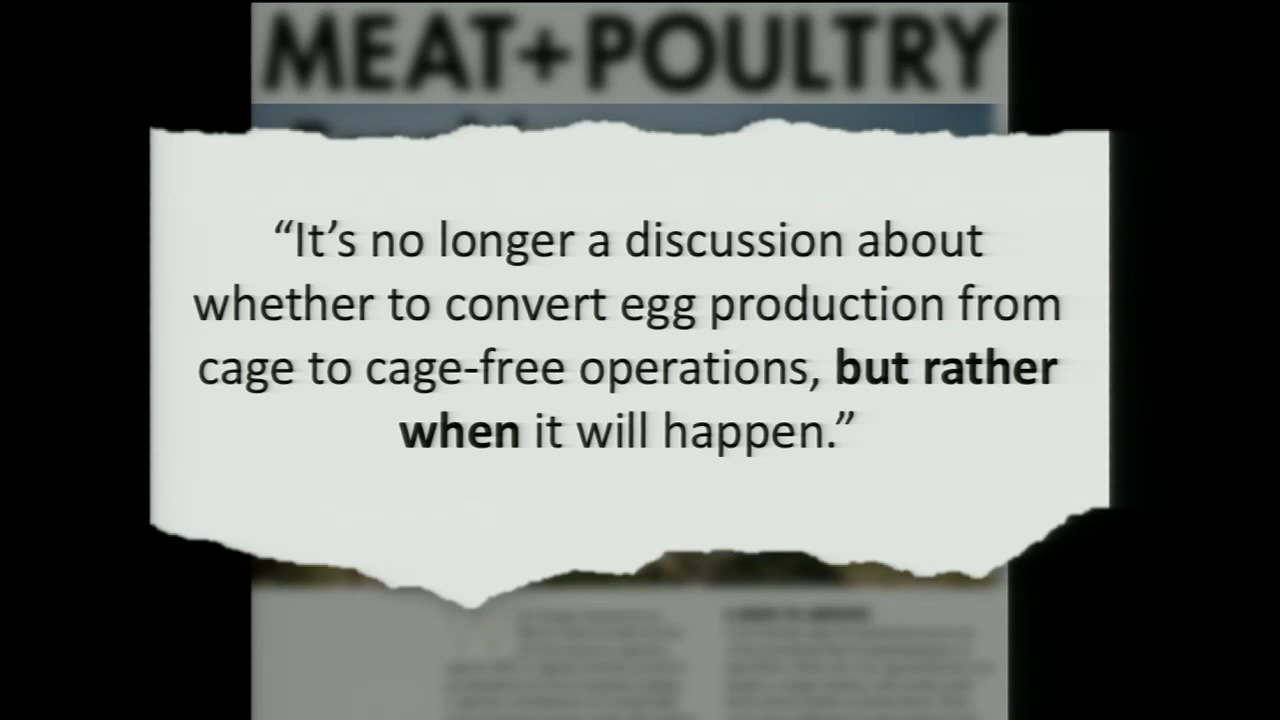 MEAT+POULTRY
“It’s no longer a discussion about
whether to convert egg production from
cage to cage-free operations, but rather
when it will happen.”